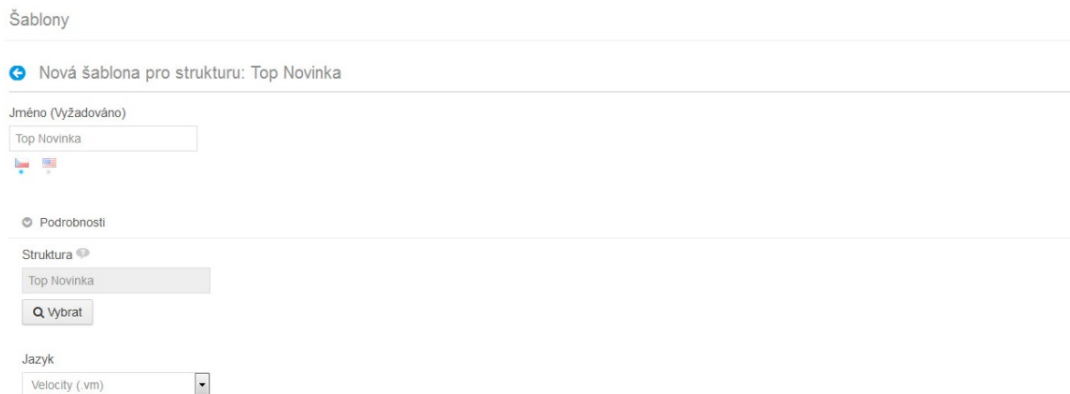 Šablony
Nová šablona pro strukturu: Top Novinka
Jméno (Vyžadováno)
Top Novinka
Podrobnosti
Struktura
Top Novinka
Vybrat
Jazyk
Velocity (.vm)